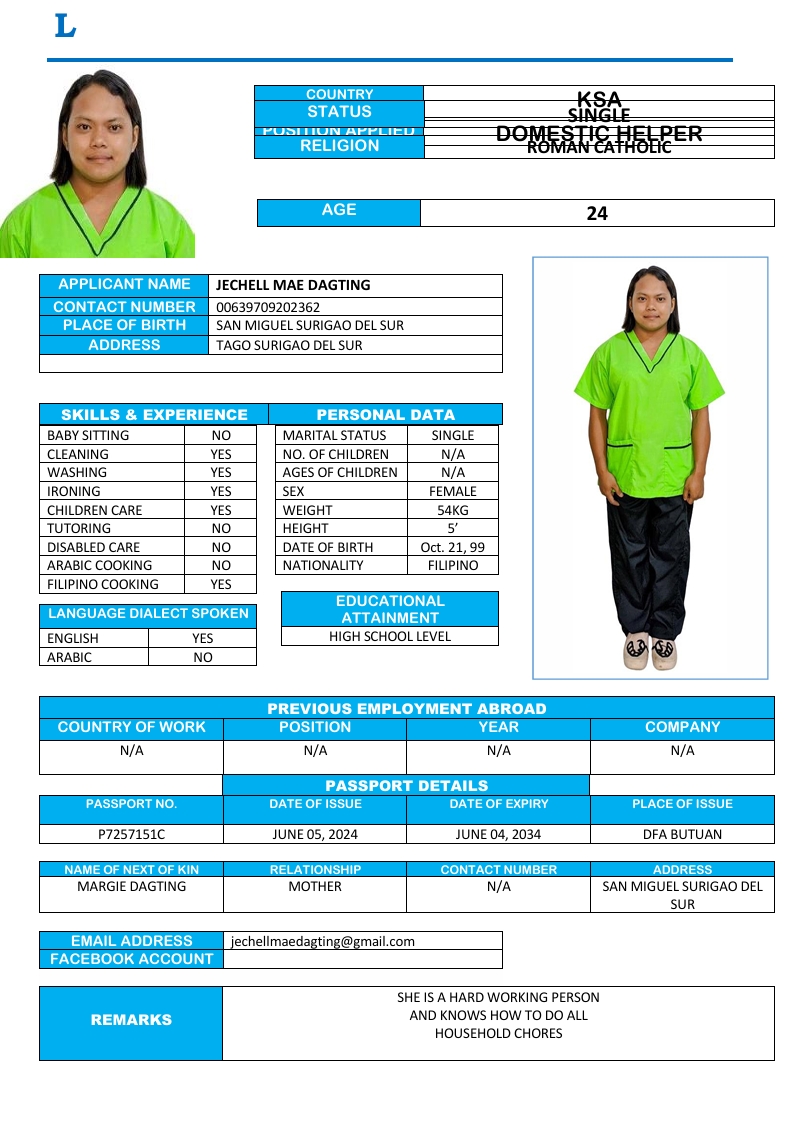 L
COUNTRY KSA
STATUS SINGLE
POSITION APPLIED DOMESTIC HELPER
RELIGION ROMAN CATHOLIC
AGE 24
APPLICANT NAME JECHELL MAE DAGTING
CONTACT NUMBER 00639709202362
PLACE OF BIRTH SAN MIGUEL SURIGAO DEL SUR
ADDRESS TAGO SURIGAO DEL SUR
SKILLS & EXPERIENCE
BABY SITTING NO
CLEANING YES
WASHING YES
IRONING YES
CHILDREN CARE YES
TUTORING NO
DISABLED CARE NO
ARABIC COOKING NO
FILIPINO COOKING YES
LANGUAGE DIALECT SPOKEN
ENGLISH YES
ARABIC NO
PERSONAL DATA
MARITAL STATUS SINGLE
NO. OF CHILDREN N/A
AGES OF CHILDREN N/A
SEX FEMALE
WEIGHT 54KG
HEIGHT 5’
DATE OF BIRTH Oct. 21, 99
NATIONALITY FILIPINO
EDUCATIONAL
ATTAINMENT
HIGH SCHOOL LEVEL
PREVIOUS EMPLOYMENT ABROAD
COUNTRY OF WORK POSITION YEAR COMPANY
N/A N/A N/A N/A
PASSPORT DETAILS
PASSPORT NO. DATE OF ISSUE DATE OF EXPIRY PLACE OF ISSUE
P7257151C JUNE 05, 2024 JUNE 04, 2034 DFA BUTUAN
NAME OF NEXT OF KIN RELATIONSHIP CONTACT NUMBER ADDRESS
MARGIE DAGTING MOTHER N/A SAN MIGUEL SURIGAO DEL
SUR
EMAIL ADDRESS jechellmaedagting@gmail.com
FACEBOOK ACCOUNT
REMARKS
SHE IS A HARD WORKING PERSON
AND KNOWS HOW TO DO ALL
HOUSEHOLD CHORES